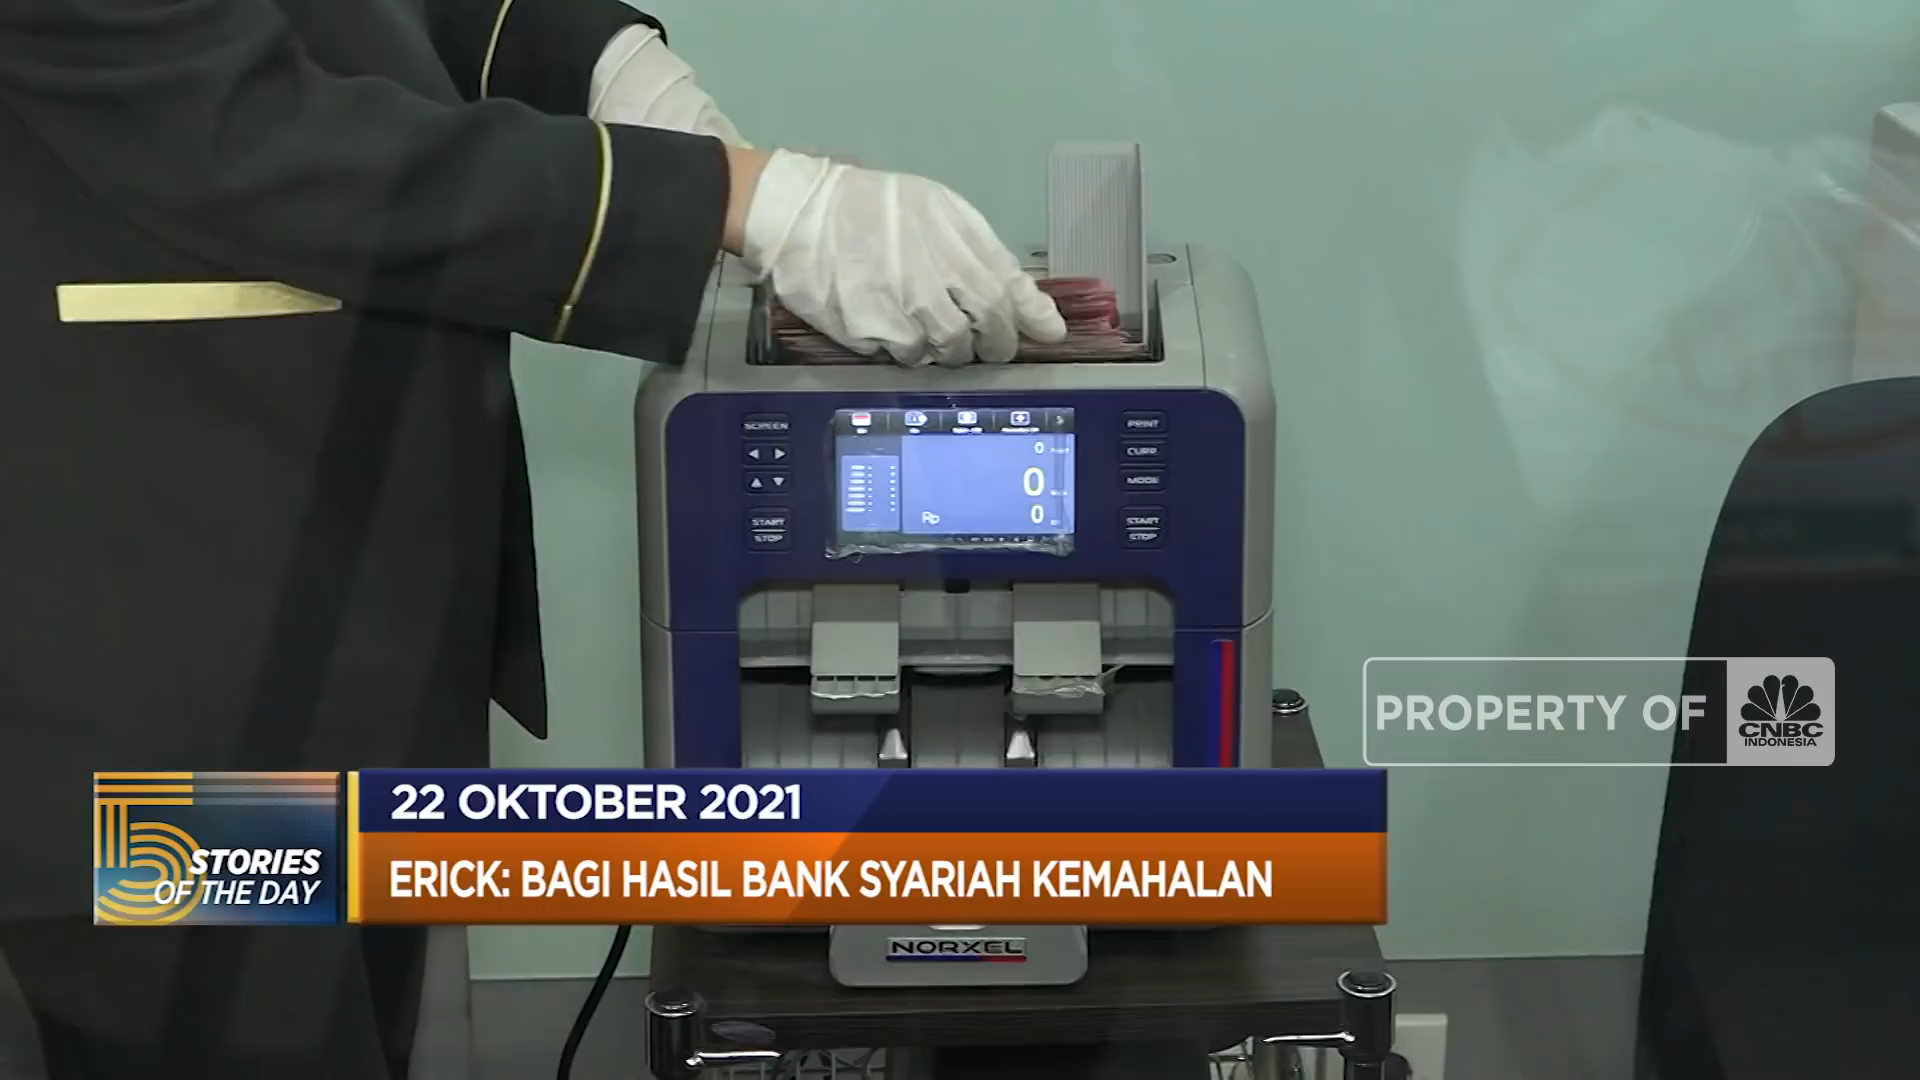 SCREEN
PRINT
CURR
MODE
START
STOP
START
STOP
0
0
Rp 0
PROPERTY OF
CNBC
INDONESIA
22 OKTOBER 2021
5
STORIES
OF THE DAY
ERICK: BAGI HASIL BANK SYARIAH KEMAHALAN
NORXEL